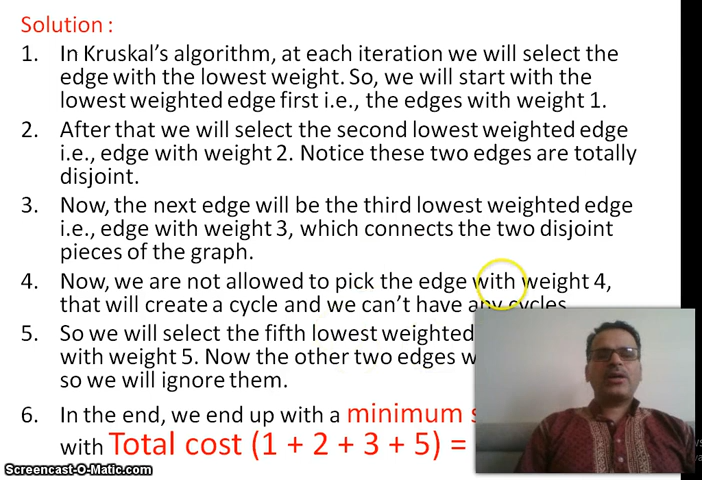 Solution :
1. In Kruskal's algorithm, at each iteration we will select the
edge with the lowest weight. So, we will start with the
lowest weighted edge first i.e., the edges with weight 1.
2. After that we will select the second lowest weighted edge
i.e., edge with weight 2. Notice these two edges are totally
disjoint.
3. Now, the next edge will be the third lowest weighted edge
i.e., edge with weight 3, which connects the two disjoint
pieces of the graph.
4. Now, we are not allowed to pick the edge with weight 4,
that will create a cycle and we can't have any cycles
5. So we will select the fifth lowest weighted
with weight 5. Now the other two edges
so we will ignore them.
6. In the end, we end up with a minimum
with Total cost (1 + 2 + 3 + 5) =
Screencast-O-Matic.com